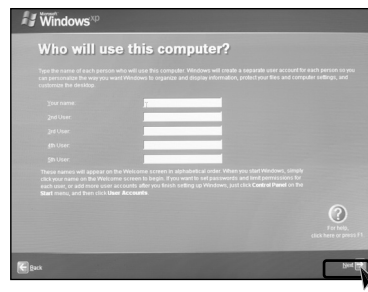 Microsoft
Windows xp
Who will use this computer?
Type the name of each person who will use this computer. Windows will create a separate user account for each person so you
can personalize the way you want Windows to organize and display information, protect your files and computer settings, and
customize the desktop.
Your name:
2nd User:
3rd User:
4th User:
5th User:
These names will appear on the Welcome screen in alphabetical order. When you start Windows, simply
click your name on the Welcome screen to begin. If you want to set passwords and limit permissions for
each user, or add more user accounts after you finish setting up Windows, just click Control Panel on the
Start menu, and then click User Accounts.
For help,
click here or press F1
Back
Next